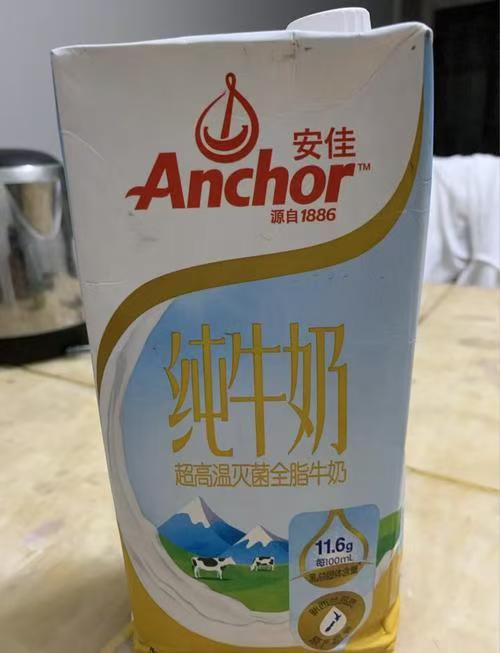 安佳
Anchor™
源自1886
纯牛奶
超高温灭菌全脂牛奶
11.6g
每100mL